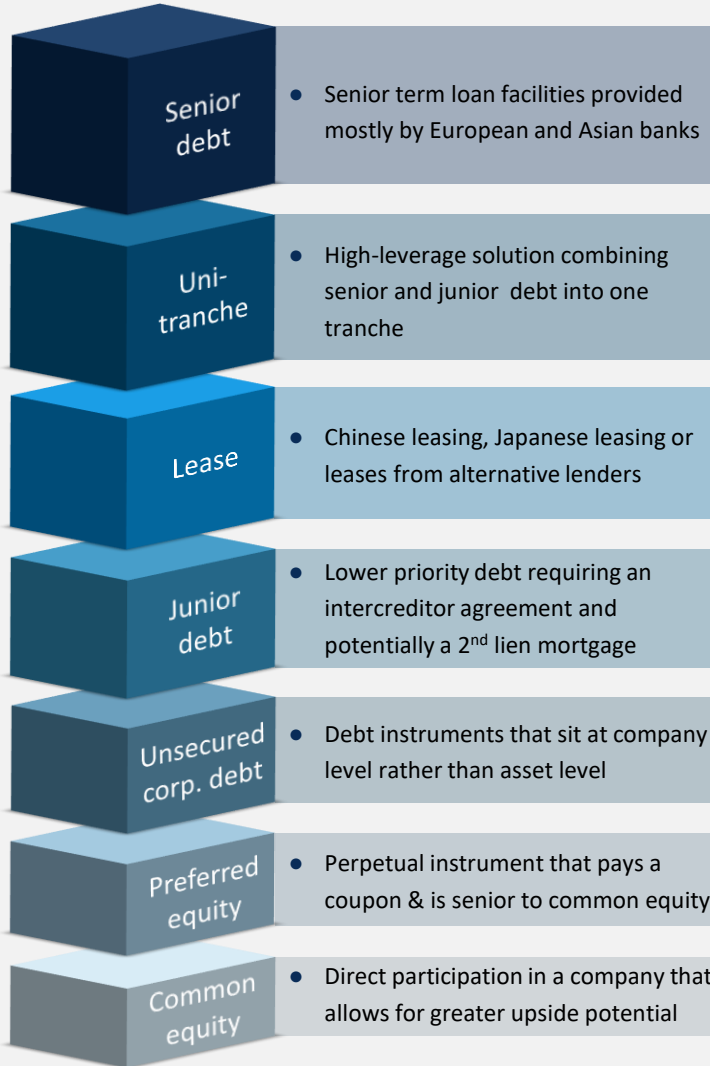 Senior
debt
● Senior term loan facilities provided
mostly by European and Asian banks
Uni-
tranche
● High-leverage solution combining
senior and junior debt into one
tranche
Lease
● Chinese leasing, Japanese leasing or
leases from alternative lenders
Junior
debt
● Lower priority debt requiring an
intercreditor agreement and
potentially a 2nd lien mortgage
Unsecured
corp. debt
● Debt instruments that sit at company
level rather than asset level
Preferred
equity
● Perpetual instrument that pays a
coupon & is senior to common equity
Common
equity
● Direct participation in a company that
allows for greater upside potential